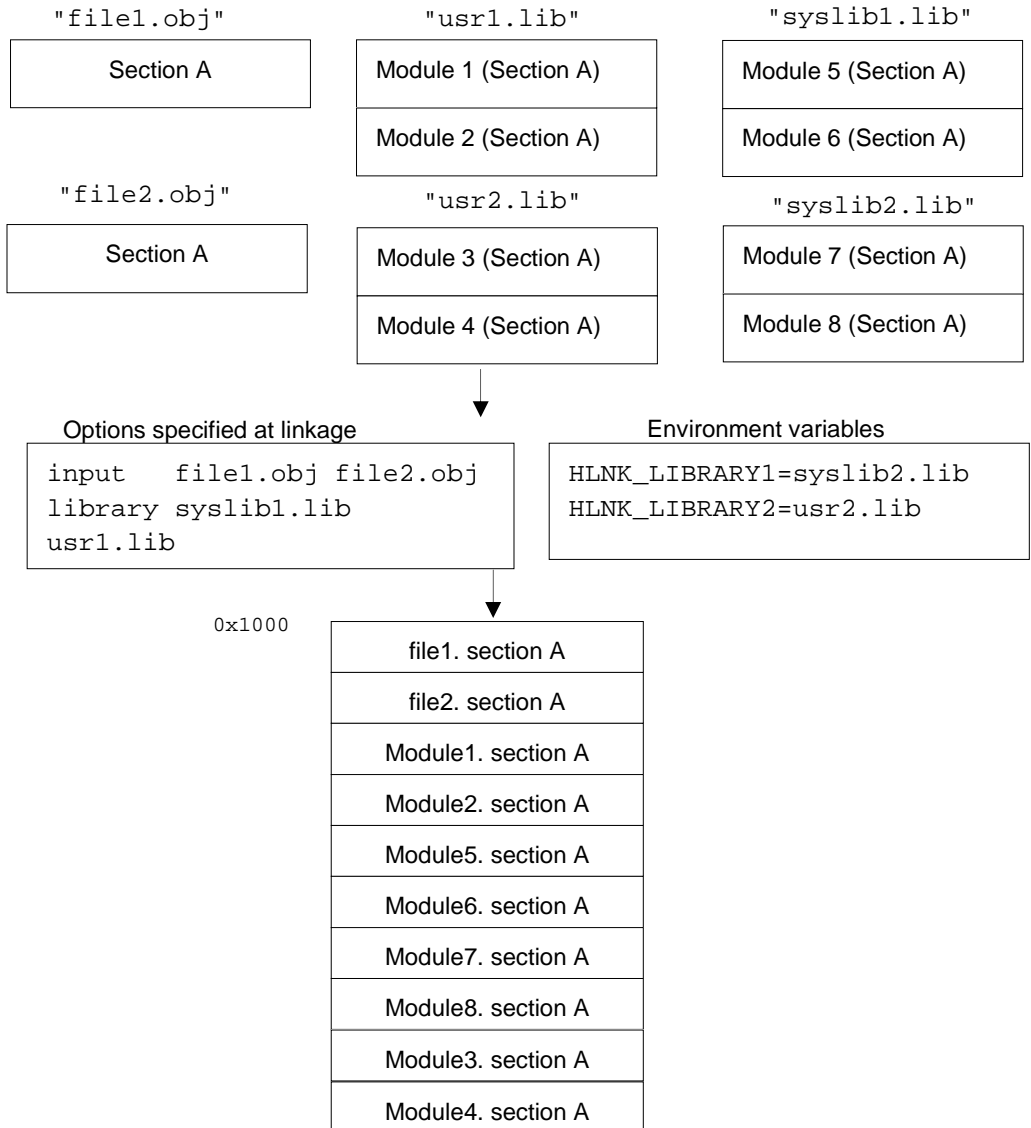 "file1.obj"
Section A
"usr1.lib"
Module 1 (Section A)
Module 2 (Section A)
"syslib1.lib"
Module 5 (Section A)
Module 6 (Section A)
"file2.obj"
Section A
"usr2.lib"
Module 3 (Section A)
Module 4 (Section A)
"syslib2.lib"
Module 7 (Section A)
Module 8 (Section A)
Options specified at linkage
input file1.obj file2.obj
library syslib1.lib
usr1.lib
Environment variables
HLNK_LIBRARY1=syslib2.lib
HLNK_LIBRARY2=usr2.lib
0x1000
file1. section A
file2. section A
Module1. section A
Module2. section A
Module5. section A
Module6. section A
Module7. section A
Module8. section A
Module3. section A
Module4. section A